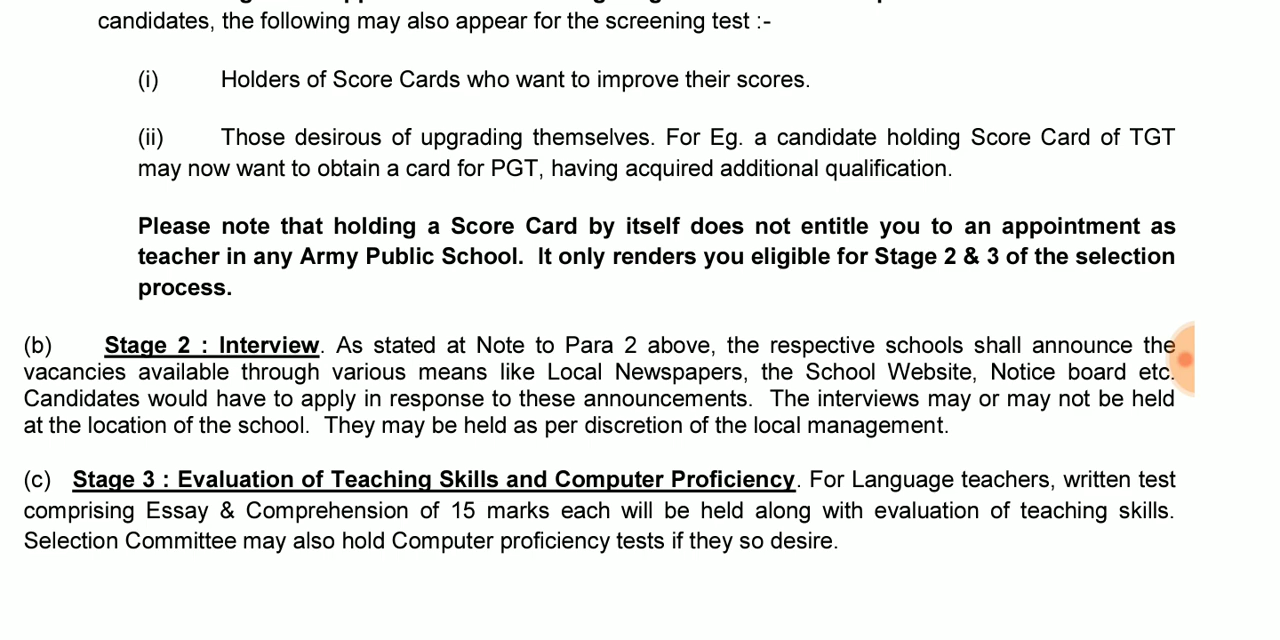 candidates, the following may also appear for the screening test :-
(i) Holders of Score Cards who want to improve their scores.
(ii) Those desirous of upgrading themselves. For Eg. a candidate holding Score Card of TGT
may now want to obtain a card for PGT, having acquired additional qualification.
Please note that holding a Score Card by itself does not entitle you to an appointment as
teacher in any Army Public School. It only renders you eligible for Stage 2 & 3 of the selection
process.
(b) Stage 2 : Interview. As stated at Note to Para 2 above, the respective schools shall announce the
vacancies available through various means like Local Newspapers, the School Website, Notice board etc.
Candidates would have to apply in response to these announcements. The interviews may or may not be held
at the location of the school. They may be held as per discretion of the local management.
(c) Stage 3 : Evaluation of Teaching Skills and Computer Proficiency. For Language teachers, written test
comprising Essay & Comprehension of 15 marks each will be held along with evaluation of teaching skills.
Selection Committee may also hold Computer proficiency tests if they so desire.